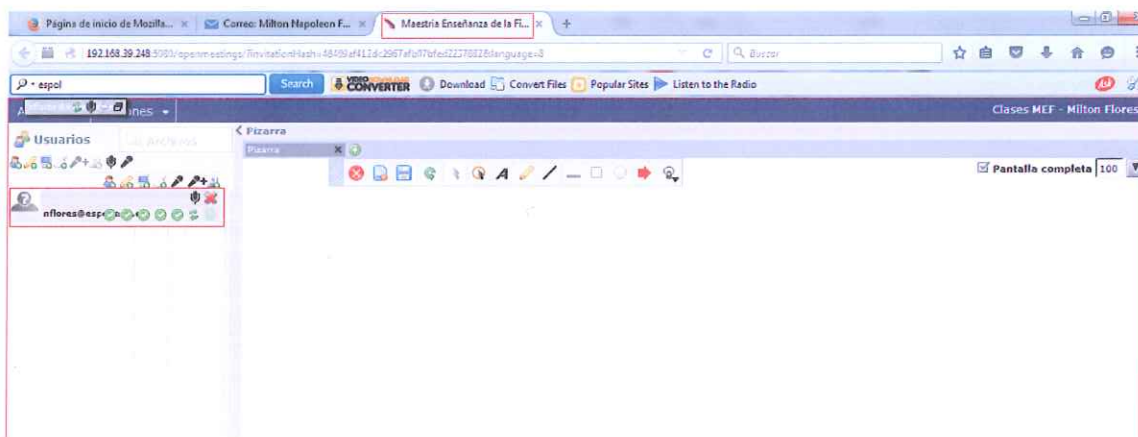 Página de inicio de Mozilla... × Correo: Milton Napoleon F... × Maestria Enseñanza de la Fi... × +
192.168.39.248 Buscar
espol Search VIDEO CONVERTER Download Convert Files Popular Sites Listen to the Radio
Clases MEF - Milton Flores
Usuarios Archivos
Pizarra
Pizarra
Pantalla completa 100